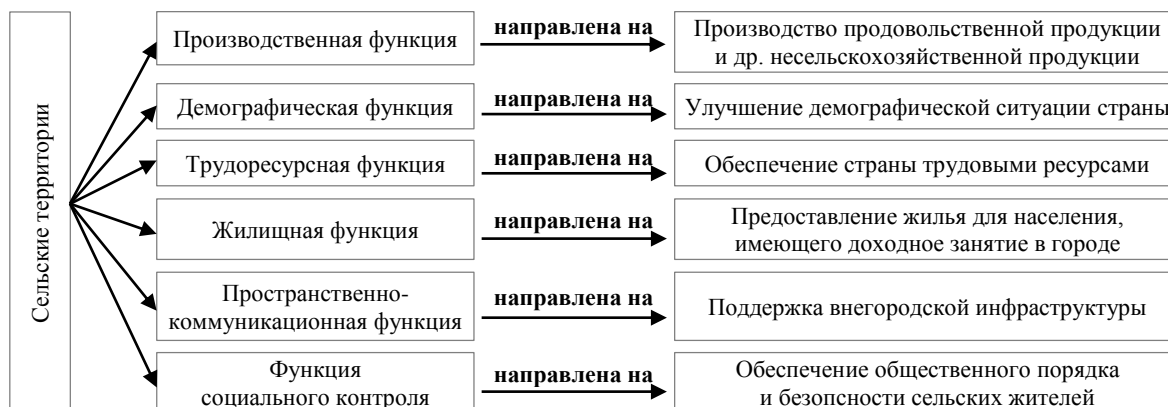 Сельские территории
Производственная функция
направлена на
Производство продовольственной продукции
и др. несельскохозяйственной продукции
Демографическая функция
направлена на
Улучшение демографической ситуации страны
Трудоресурсная функция
направлена на
Обеспечение страны трудовыми ресурсами
Жилищная функция
направлена на
Предоставление жилья для населения,
имеющего доходное занятие в городе
Пространственно-
коммуникационная функция
направлена на
Поддержка внегородской инфраструктуры
Функция
социального контроля
направлена на
Обеспечение общественного порядка
и безопсности сельских жителей